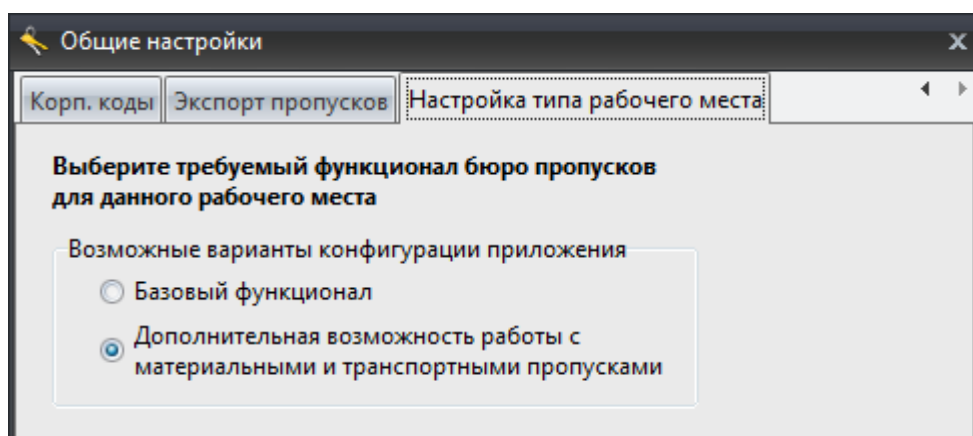 Общие настройки
Корп. коды Экспорт пропусков Настройка типа рабочего места
Выберите требуемый функционал бюро пропусков
для данного рабочего места
Возможные варианты конфигурации приложения
Базовый функционал
Дополнительная возможность работы с
материальными и транспортными пропусками